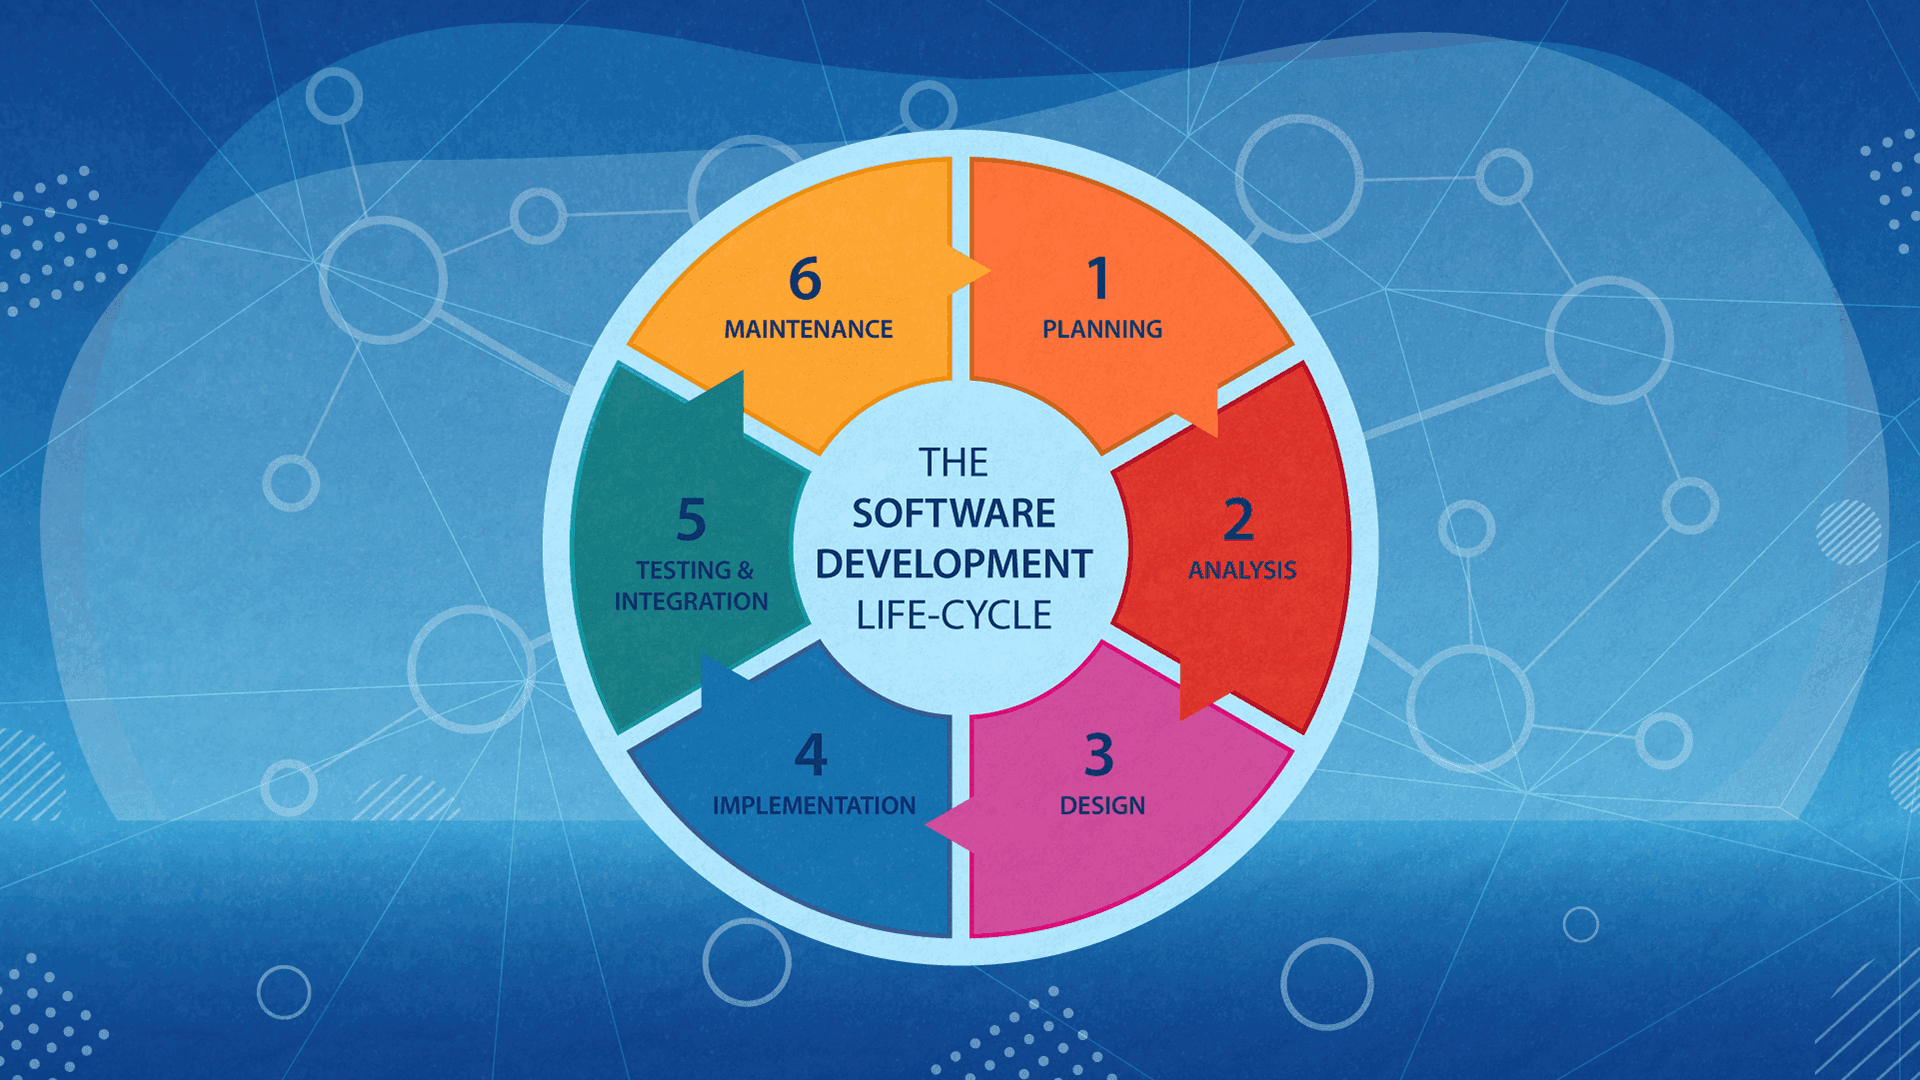 THE
SOFTWARE
DEVELOPMENT
LIFE-CYCLE
1
PLANNING
2
ANALYSIS
3
DESIGN
4
IMPLEMENTATION
5
TESTING &
INTEGRATION
6
MAINTENANCE